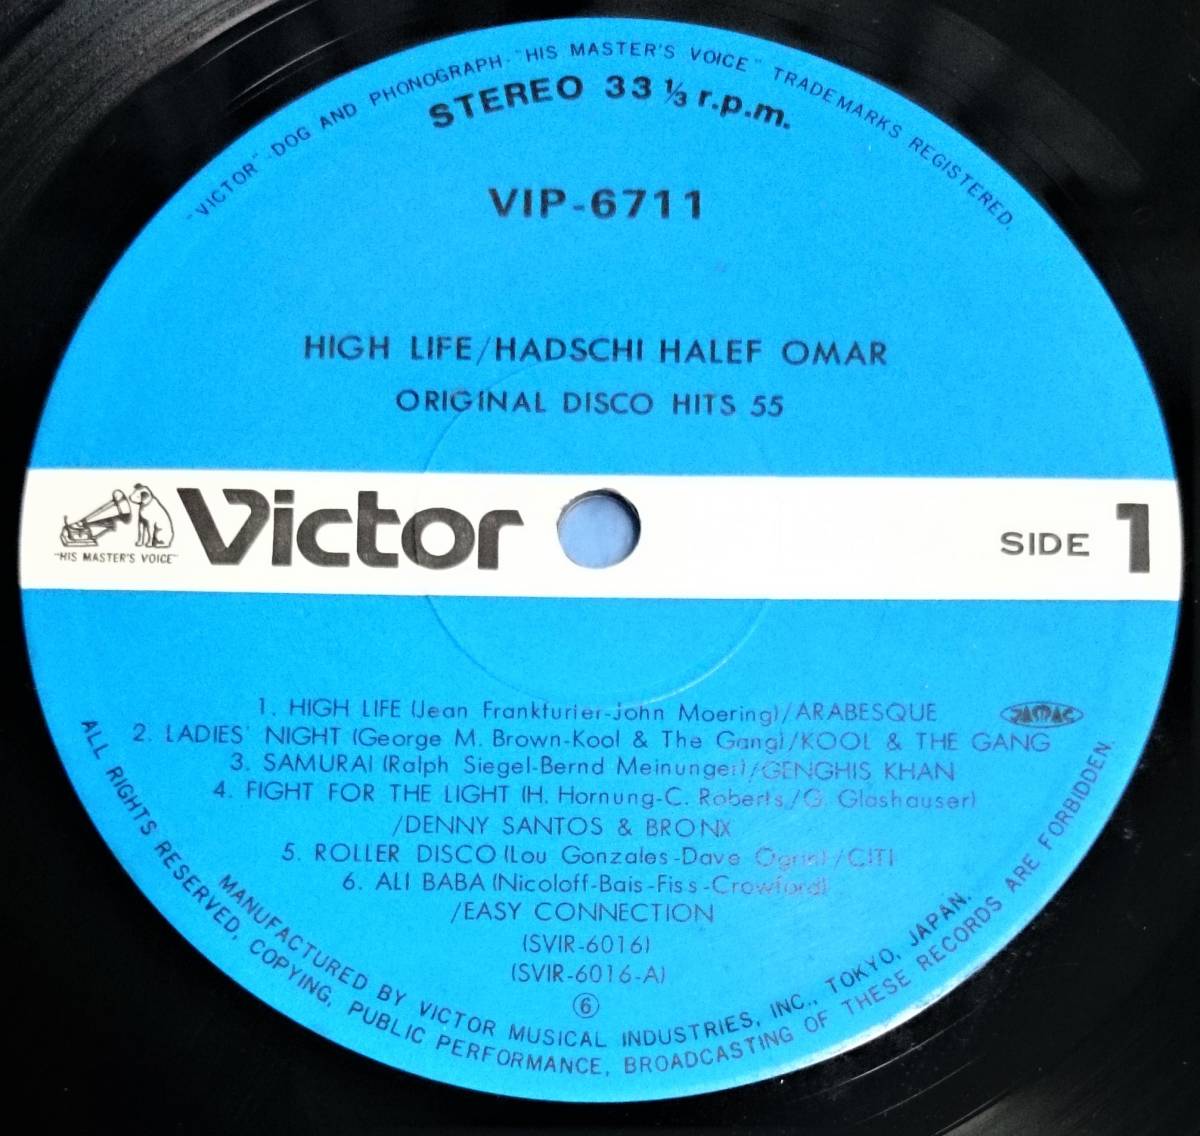 "VICTOR"-DOG AND PHONOGRAPH-"HIS MASTER'S VOICE" TRADEMARKS REGISTERED.
STEREO 33 ⅓ r.p.m.
VIP-6711
HIGH LIFE/HADSCHI HALEF OMAR
ORIGINAL DISCO HITS 55
"HIS MASTER'S VOICE"
Victor
SIDE 1
1. HIGH LIFE (Jean Frankfurter-John Moering)/ARABESQUE
JASRAC
2. LADIES' NIGHT (George M. Brown-Kool & The Gang)/KOOL & THE GANG
3. SAMURAI (Ralph Siegel-Bernd Meinunger)/GENGHIS KHAN
4. FIGHT FOR THE LIGHT (H. Hornung-C. Roberts/G. Glashauser)
/DENNY SANTOS & BRONX
5. ROLLER DISCO (Lou Gonzales-Dave Ogrin)/CITI
6. ALI BABA (Nicoloff-Bais-Fiss-Crowford)
/EASY CONNECTION
(SVIR-6016)
(SVIR-6016-A)
⑥
MANUFACTURED BY VICTOR MUSICAL INDUSTRIES, INC., TOKYO, JAPAN.
ALL RIGHTS RESERVED, COPYING, PUBLIC PERFORMANCE, BROADCASTING OF THESE RECORDS ARE FORBIDDEN.